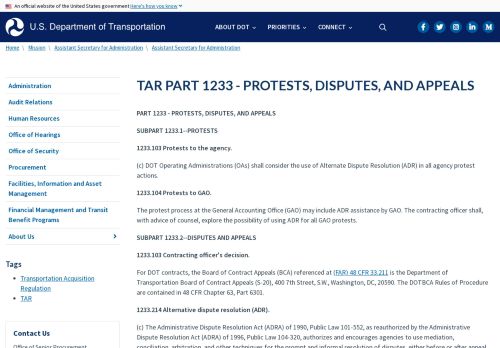 An official website of the United States government Here's how you know
U.S. Department of Transportation
ABOUT DOT
PRIORITIES
CONNECT
Home \ Mission \ Assistant Secretary for Administration \ Assistant Secretary for Administration
Administration
Audit Relations
Human Resources
Office of Hearings
Office of Security
Procurement
Facilities, Information and Asset
Management
Financial Management and Transit
Benefit Programs
About Us
Tags
Transportation Acquisition
Regulation
TAR
Contact Us
Office of Senior Procurement
TAR PART 1233 - PROTESTS, DISPUTES, AND APPEALS
PART 1233 - PROTESTS, DISPUTES, AND APPEALS
SUBPART 1233.1--PROTESTS
1233.103 Protests to the agency.
(c) DOT Operating Administrations (OAs) shall consider the use of Alternate Dispute Resolution (ADR) in all agency protest
actions.
1233.104 Protests to GAO.
The protest process at the General Accounting Office (GAO) may include ADR assistance by GAO. The contracting officer shall,
with advice of counsel, explore the possibility of using ADR for all GAO protests.
SUBPART 1233.2--DISPUTES AND APPEALS
1233.103 Contracting officer's decision.
For DOT contracts, the Board of Contract Appeals (BCA) referenced at (FAR) 48 CFR 33.211 is the Department of
Transportation Board of Contract Appeals (S-20), 400 7th Street, S.W., Washington, DC, 20590. The DOTBCA Rules of Procedure
are contained in 48 CFR Chapter 63, Part 6301.
1233.214 Alternative dispute resolution (ADR).
(c) The Administrative Dispute Resolution Act (ADRA) of 1990, Public Law 101-552, as reauthorized by the Administrative
Dispute Resolution Act (ADRA) of 1996, Public Law 104-320, authorizes and encourages agencies to use mediation,
conciliation, arbitration, and other techniques for the prompt and informal resolution of disputes, either before or after appeal